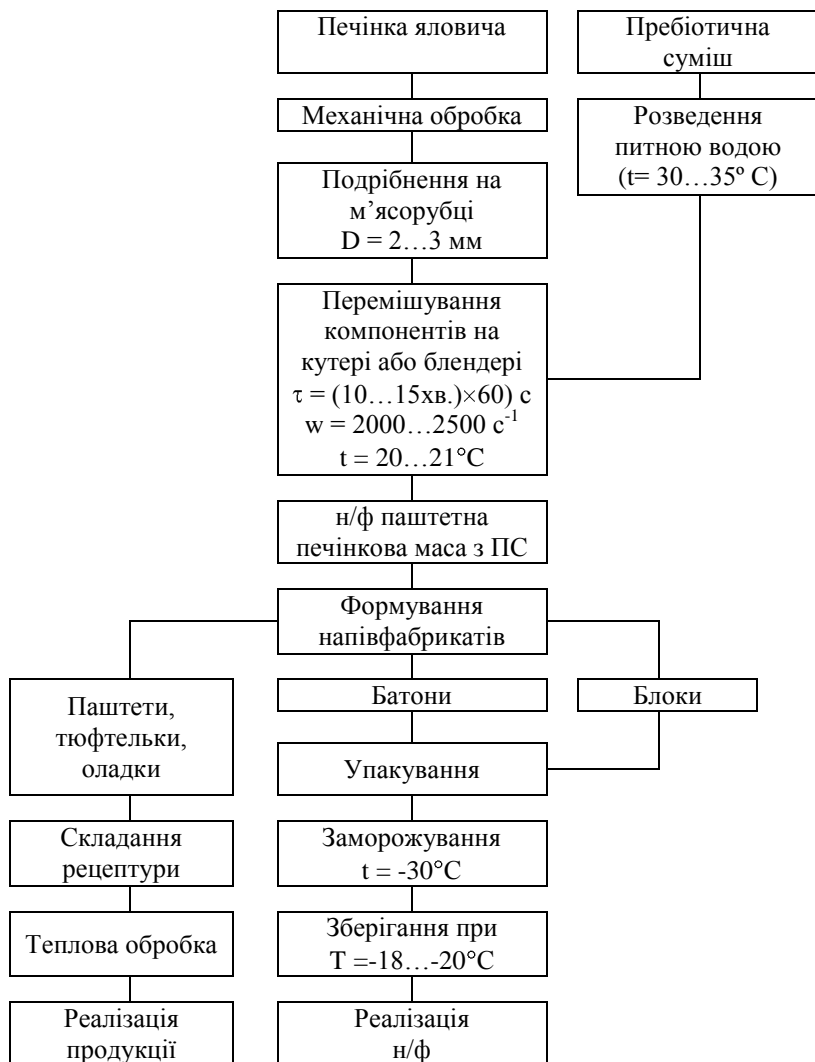 Печінка яловича
Пребіотична
суміш
Механічна обробка
Розведення
питною водою
(t= 30…35º С)
Подрібнення на
м’ясорубці
D = 2…3 мм
Перемішування
компонентів на
кутері або блендері
τ = (10…15хв.)×60) с
w = 2000…2500 с⁻¹
t = 20…21°С
н/ф паштетна
печінкова маса з ПС
Формування
напівфабрикатів
Паштети,
тюфтельки,
оладки
Батони
Блоки
Упакування
Складання
рецептури
Заморожування
t = -30°С
Теплова обробка
Зберігання при
Т =-18…-20°С
Реалізація
продукції
Реалізація
н/ф